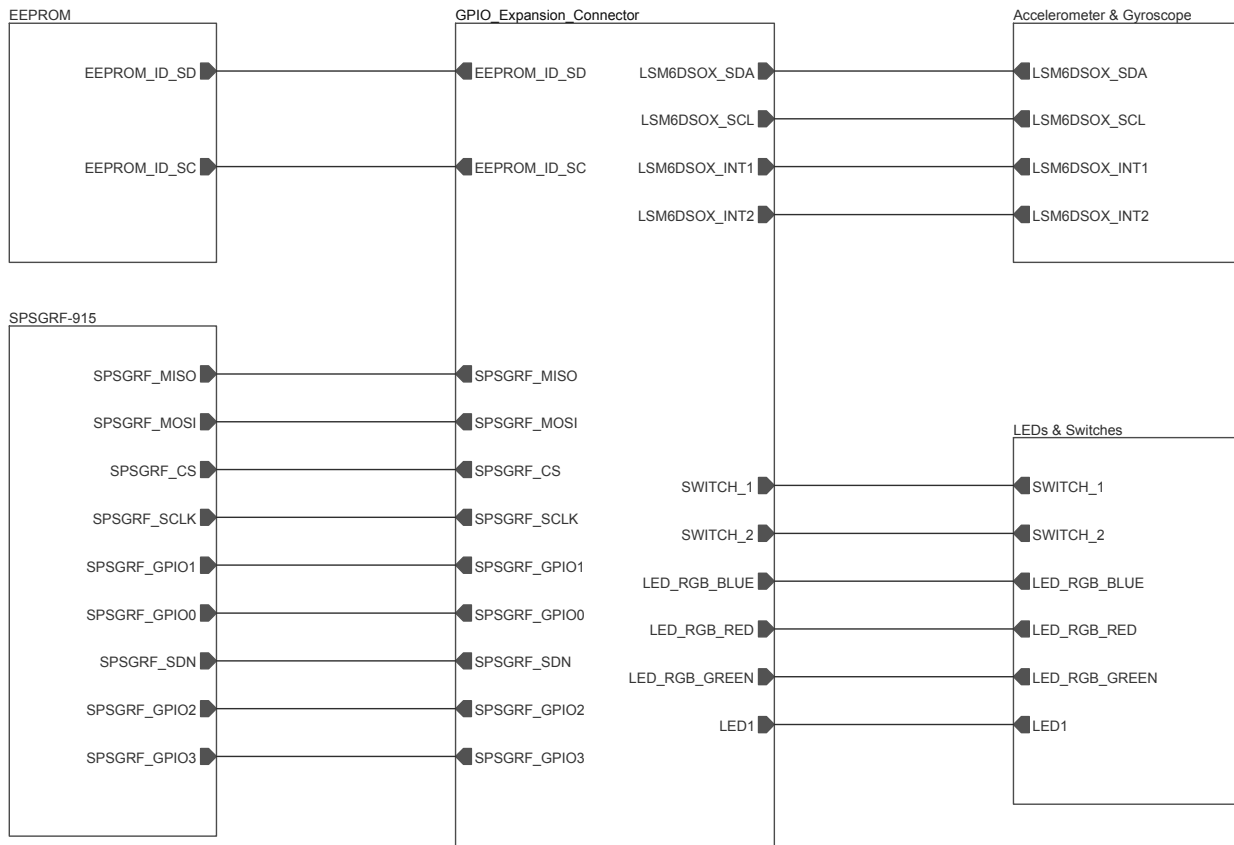 EEPROM
EEPROM_ID_SD
EEPROM_ID_SC
GPIO_Expansion_Connector
EEPROM_ID_SD
EEPROM_ID_SC
SPSGRF_MISO
SPSGRF_MOSI
SPSGRF_CS
SPSGRF_SCLK
SPSGRF_GPIO1
SPSGRF_GPIO0
SPSGRF_SDN
SPSGRF_GPIO2
SPSGRF_GPIO3
LSM6DSOX_SDA
LSM6DSOX_SCL
LSM6DSOX_INT1
LSM6DSOX_INT2
SWITCH_1
SWITCH_2
LED_RGB_BLUE
LED_RGB_RED
LED_RGB_GREEN
LED1
Accelerometer & Gyroscope
LSM6DSOX_SDA
LSM6DSOX_SCL
LSM6DSOX_INT1
LSM6DSOX_INT2
SPSGRF-915
SPSGRF_MISO
SPSGRF_MOSI
SPSGRF_CS
SPSGRF_SCLK
SPSGRF_GPIO1
SPSGRF_GPIO0
SPSGRF_SDN
SPSGRF_GPIO2
SPSGRF_GPIO3
LEDs & Switches
SWITCH_1
SWITCH_2
LED_RGB_BLUE
LED_RGB_RED
LED_RGB_GREEN
LED1